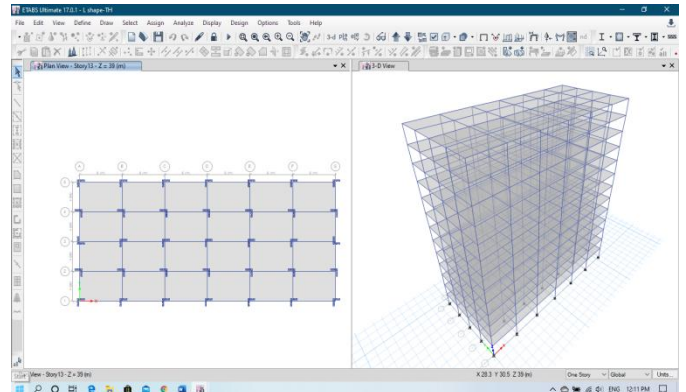 ETABS Ultimate 17.0.1 - L shape-TH
File Edit View Define Draw Select Assign Analyze Display Design Options Tools Help
Plan View - Story13 - Z = 39 (m)
3-D View
A B C D E F G
View - Story13 - Z = 39 (m)
X 28.3 Y 30.5 Z 39 (m)
One Story
Global
Units...
ENG 12:11 PM